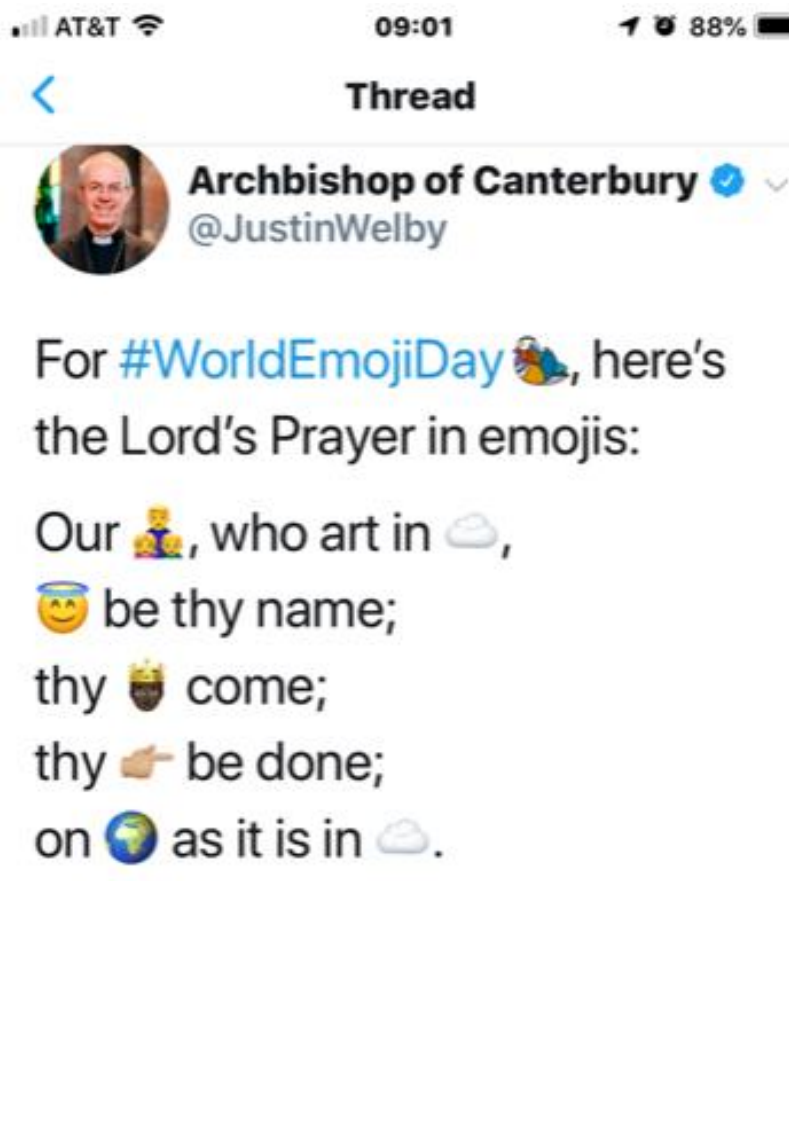 AT&T 09:01 88%
Thread
Archbishop of Canterbury
@JustinWelby
For #WorldEmojiDay, here’s
the Lord’s Prayer in emojis:
Our 👨‍👧‍👦, who art in ☁️,
😇 be thy name;
thy 🤴🏿 come;
thy 👉🏼 be done;
on 🌍 as it is in ☁️.